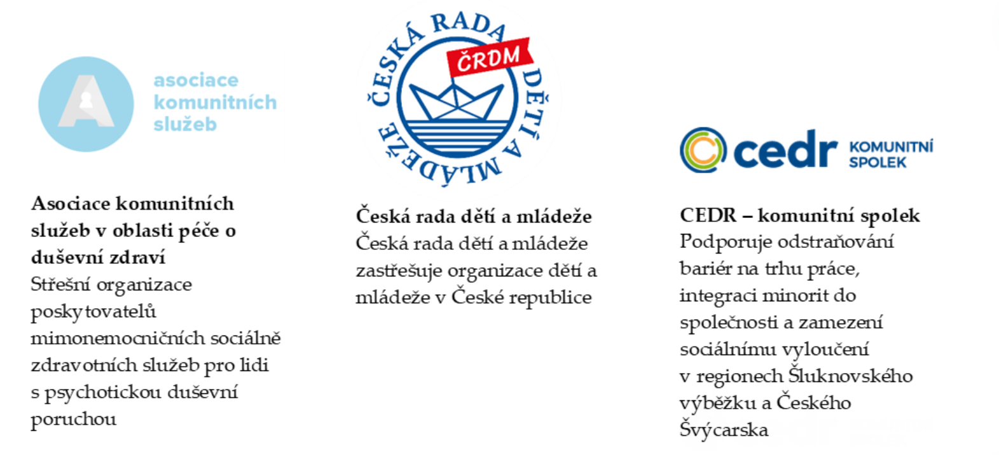 asociace
komunitních
služeb
Asociace komunitních
služeb v oblasti péče o
duševní zdraví
Střešní organizace
poskytovatelů
mimonemocničních sociálně
zdravotních služeb pro lidi
s psychotickou duševní
poruchou
ČESKÁ RADA DĚTÍ A MLÁDEŽE
ČRDM
Česká rada dětí a mládeže
Česká rada dětí a mládeže
zastřešuje organizace dětí a
mládeže v České republice
cedr
KOMUNITNÍ
SPOLEK
CEDR – komunitní spolek
Podporuje odstraňování
bariér na trhu práce,
integraci minorit do
společnosti a zamezení
sociálnímu vyloučení
v regionech Šluknovského
výběžku a Českého
Švýcarska